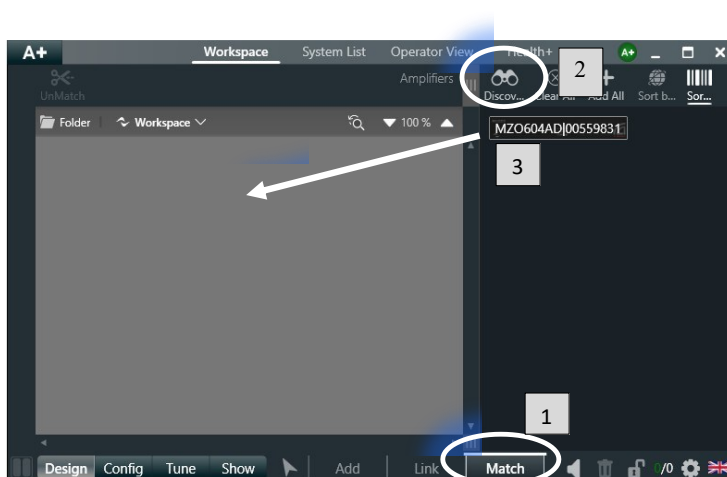 A+ Workspace System List Operator View Health+ A+
2
UnMatch Amplifiers Discov... Clear All Add All Sort b... Sor...
Folder Workspace 100 % MZO604AD|00559831
3
1
Design Config Tune Show Add Link Match 0/0